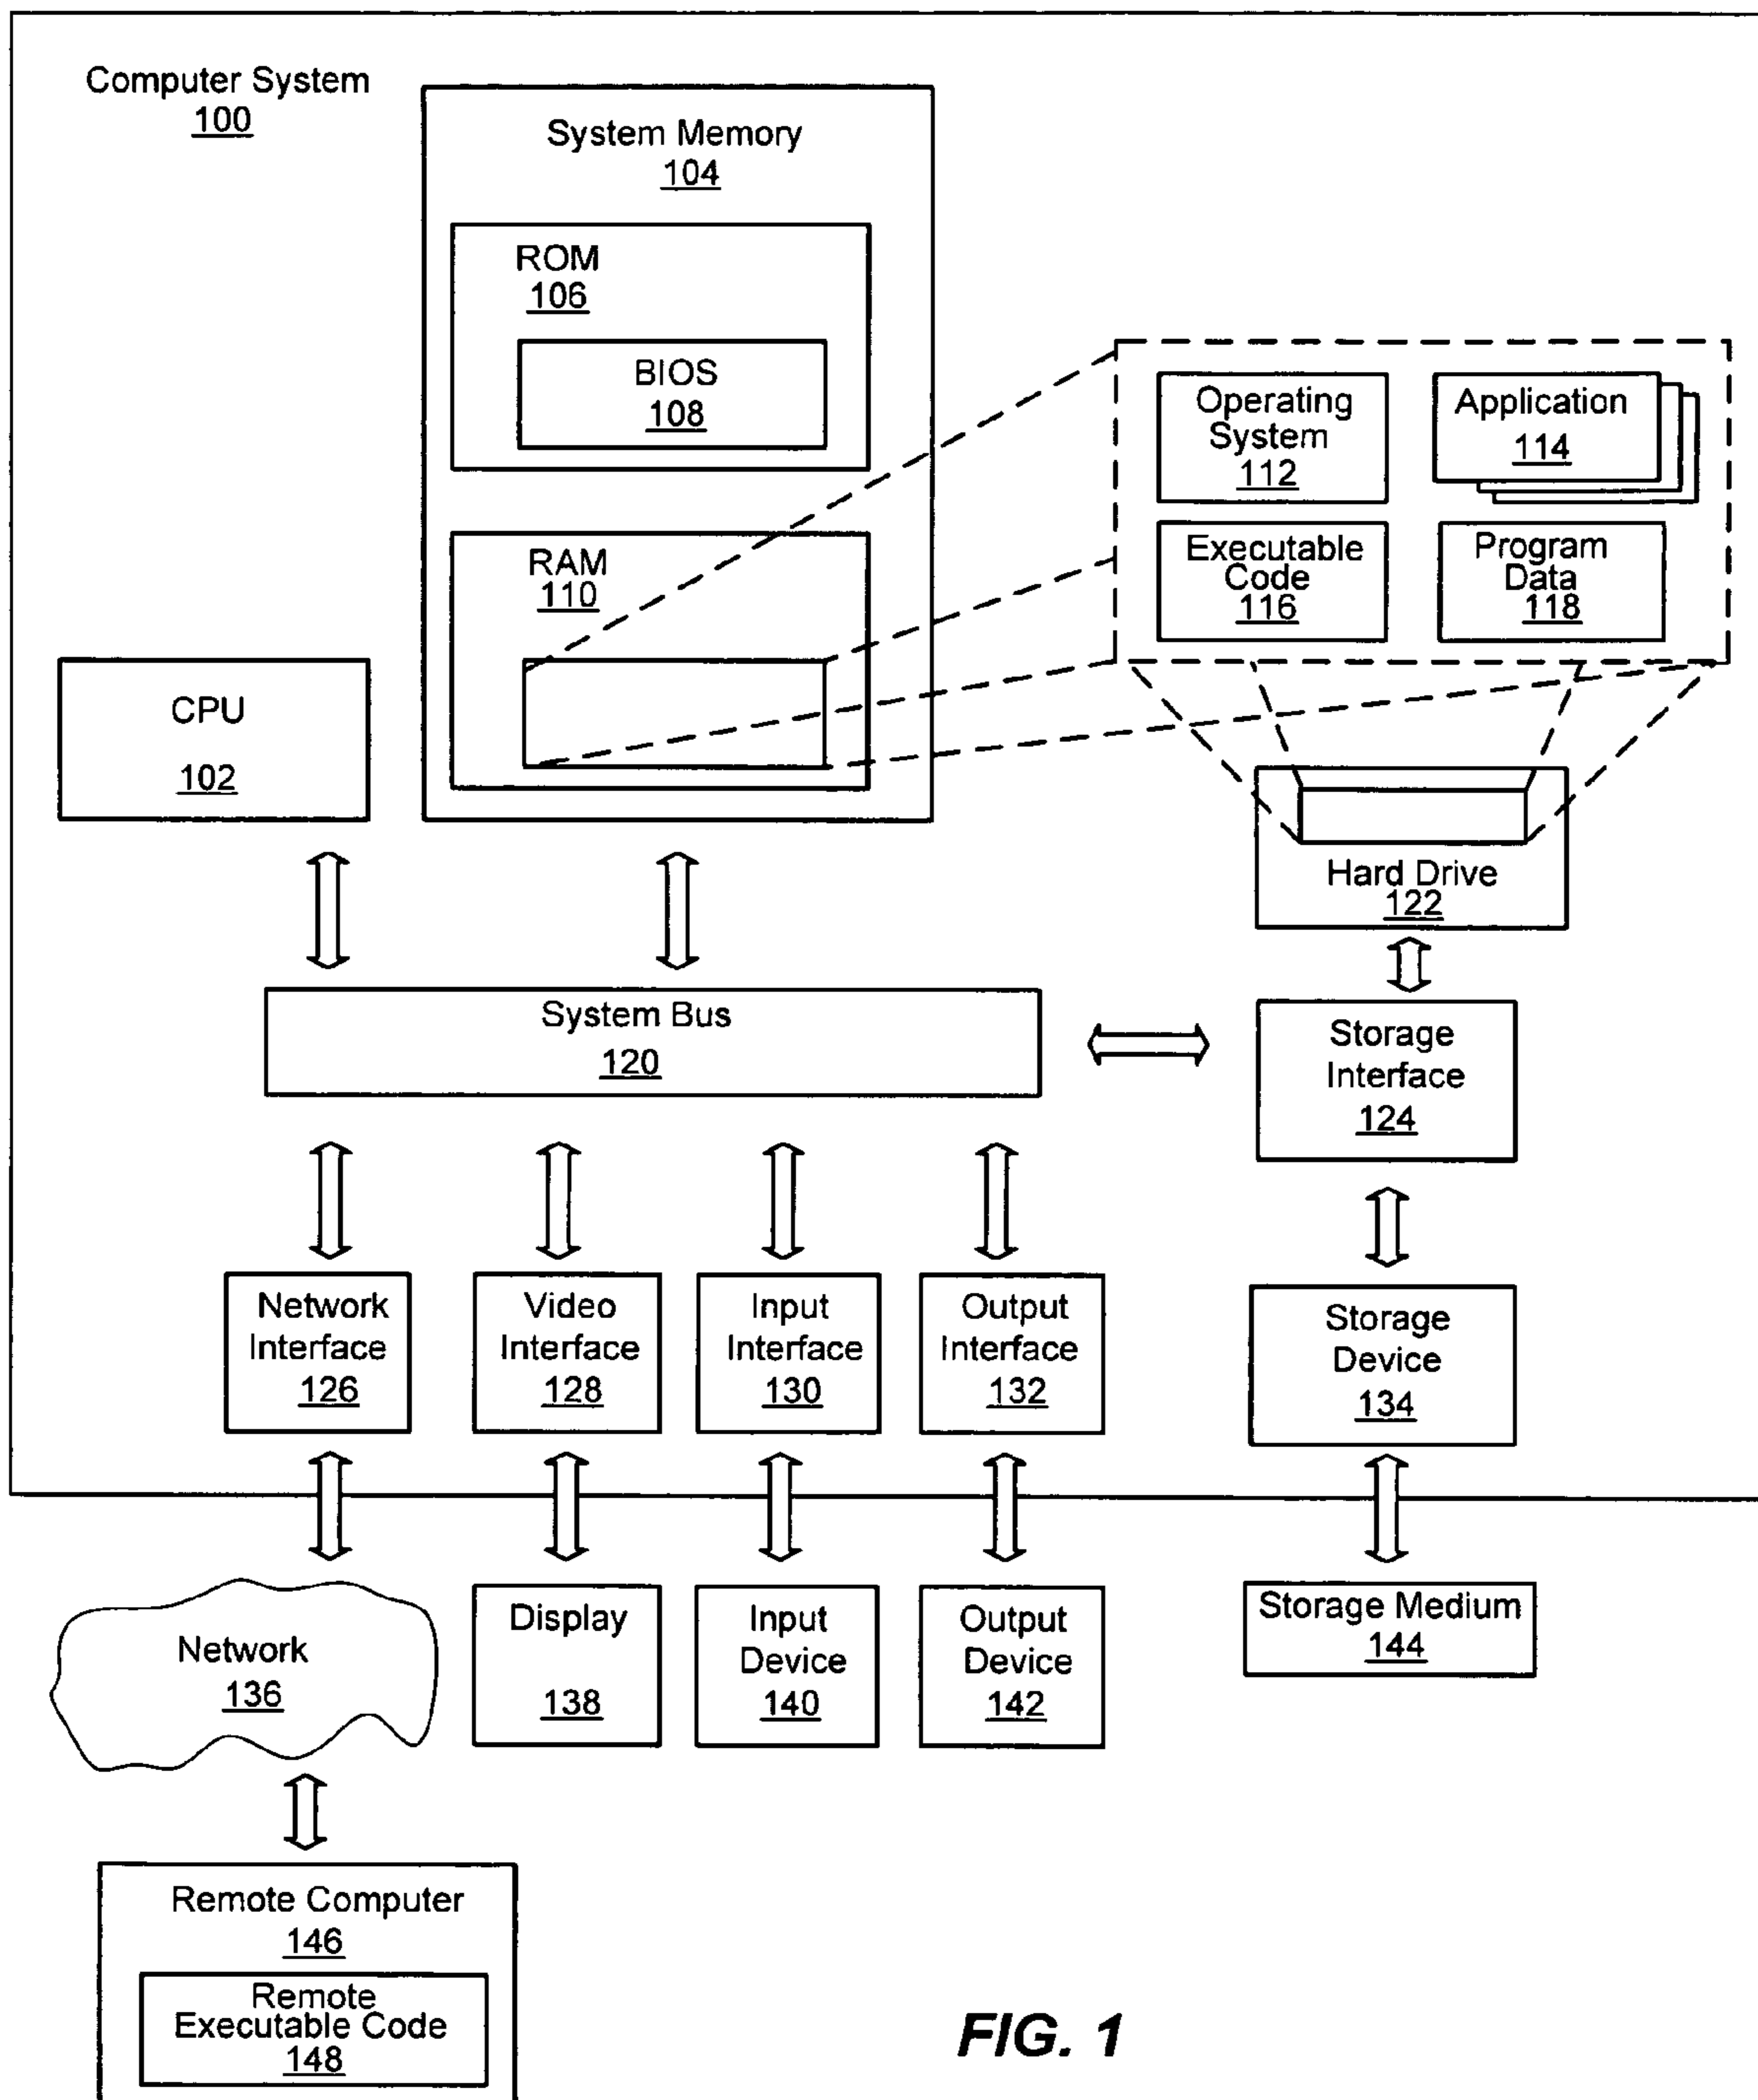 Computer System
100
System Memory
104
ROM
106
BIOS
108
RAM
110
Operating
System
112
Application
114
Executable
Code
116
Program
Data
118
CPU
102
Hard Drive
122
System Bus
120
Storage
Interface
124
Network
Interface
126
Video
Interface
128
Input
Interface
130
Output
Interface
132
Storage
Device
134
Network
136
Display
138
Input
Device
140
Output
Device
142
Storage Medium
144
Remote Computer
146
Remote
Executable Code
148
FIG. 1